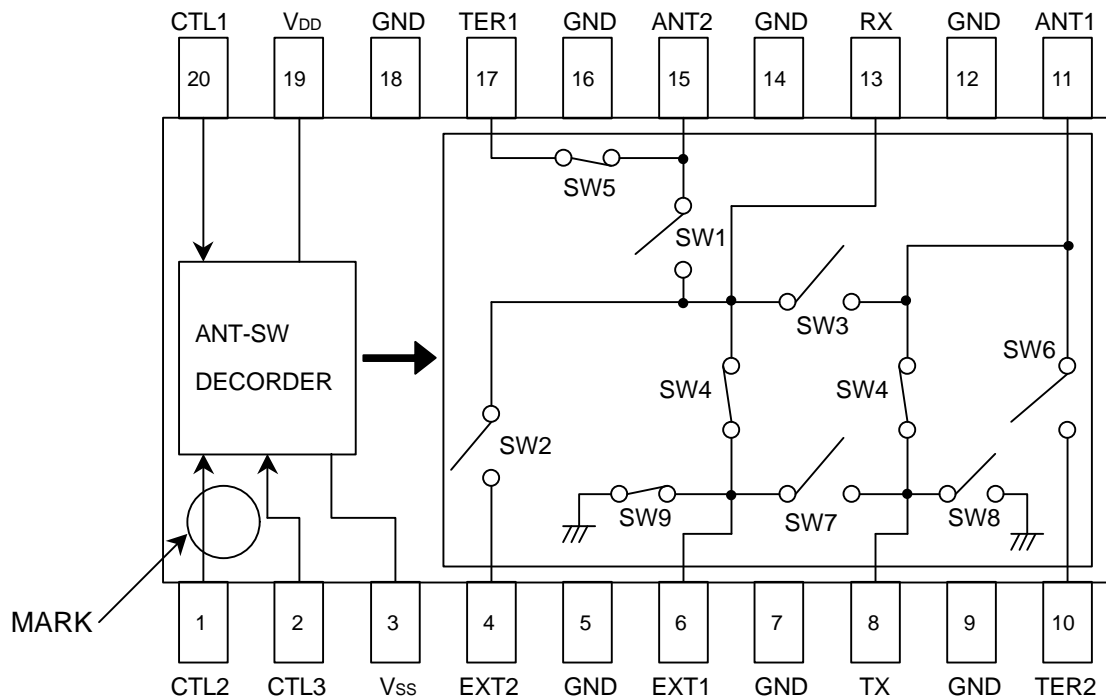 CTL1 VDD GND TER1 GND ANT2 GND RX GND ANT1
20 19 18 17 16 15 14 13 12 11
SW5
SW1
SW3
ANT-SW
DECORDER
SW6
SW4 SW4
SW2
SW9 SW7 SW8
MARK
1 2 3 4 5 6 7 8 9 10
CTL2 CTL3 VSS EXT2 GND EXT1 GND TX GND TER2